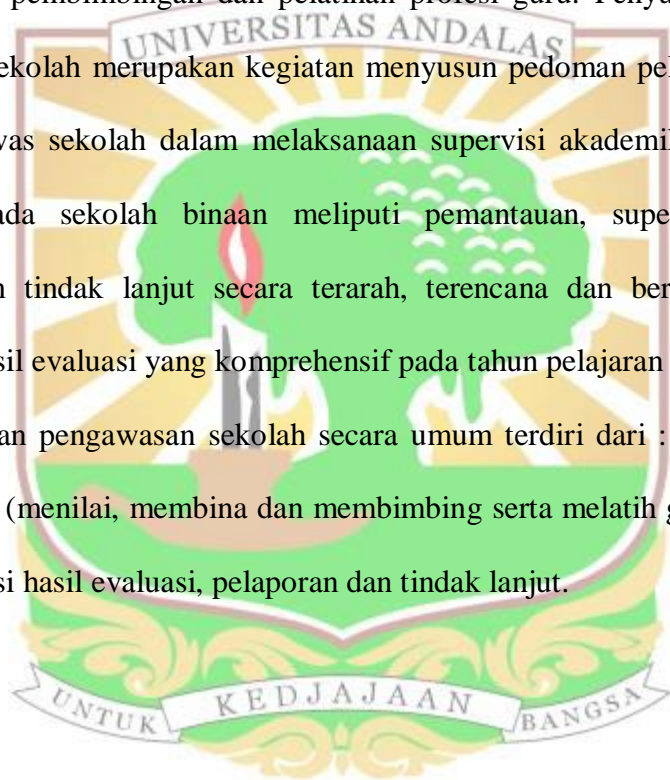 pembimbingan dan pelatihan profesi guru. Penyu
UNIVERSITAS ANDALAS
ekolah merupakan kegiatan menyusun pedoman pel
was sekolah dalam melaksanaan supervisi akademik
ada sekolah binaan meliputi pemantauan, supe
n tindak lanjut secara terarah, terencana dan ber
sil evaluasi yang komprehensif pada tahun pelajaran
an pengawasan sekolah secara umum terdiri dari :
(menilai, membina dan membimbing serta melatih g
si hasil evaluasi, pelaporan dan tindak lanjut.
UNTUK KEDJAJAAN BANGSA